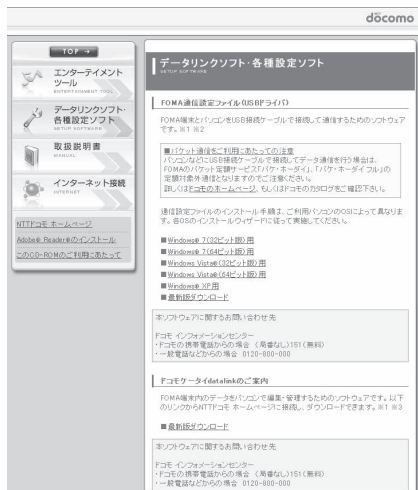 döcomo
TOP →
エンターテイメント
ツール
ENTERTAINMENT TOOL
データリンクソフト・
各種設定ソフト
SETUP SOFTWARE
取扱説明書
MANUAL
インターネット接続
INTERNET
NTTドコモ ホームページ
Adobe® Reader®のインストール
このCD-ROMのご利用にあたって
データリンクソフト・各種設定ソフト
SETUP SOFTWARE
FOMA通信設定ファイル(USBドライバ)
FOMA端末とパソコンをUSB接続ケーブルで接続して通信するためのソフトウェア
です。※1 ※2
■パケット通信をご利用にあたっての注意
パソコンなどにUSB接続ケーブルで接続してデータ通信を行う場合は、
FOMAのパケット定額サービス「パケ・ホーダイ」、「パケ・ホーダイフル」の
定額対象外通信となりますのでご注意ください。
詳しくはドコモのホームページ、もしくはドコモのカタログをご確認下さい。
通信設定ファイルのインストール手順は、ご利用パソコンのOSによって異なりま
す。各OSのインストールウィザードに従って実施してください。
■Windows® 7(32ビット版)用
■Windows® 7(64ビット版)用
■Windows Vista®(32ビット版)用
■Windows Vista®(64ビット版)用
■Windows® XP用
■最新版ダウンロード
本ソフトウェアに関するお問い合わせ先
ドコモ インフォメーションセンター
・ドコモの携帯電話からの場合 (局番なし)151(無料)
・一般電話などからの場合 0120-800-000
ドコモケータイdatalinkのご案内
FOMA端末内のデータをパソコンで編集・管理するためのソフトウェアです。以下
のリンクからNTTドコモ ホームページに接続し、ダウンロードできます。※1 ※3
■最新版ダウンロード
本ソフトウェアに関するお問い合わせ先
ドコモ インフォメーションセンター
・ドコモの携帯電話からの場合 (局番なし)151(無料)
・一般電話などからの場合 0120-800-000